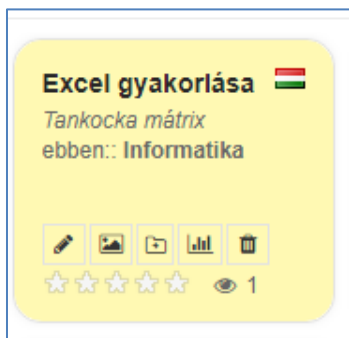 Excel gyakorlása
Tankocka mátrix
ebben:: Informatika
1